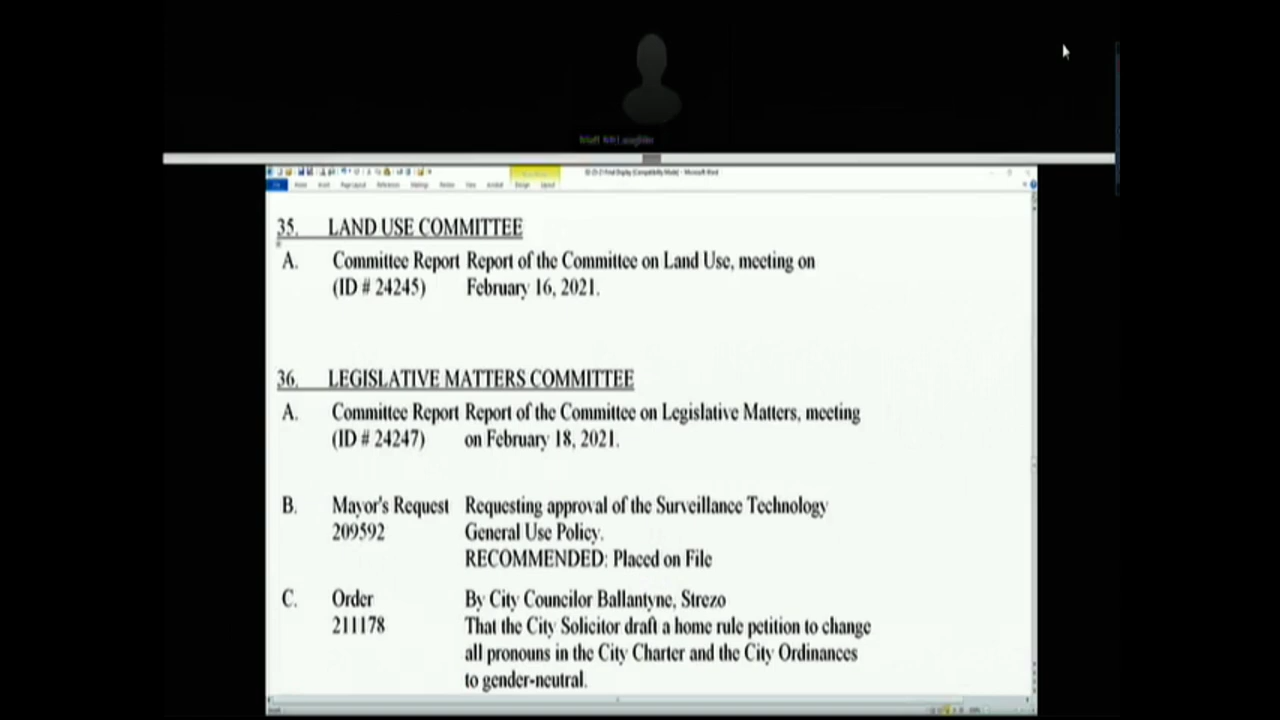 35. LAND USE COMMITTEE
A. Committee Report Report of the Committee on Land Use, meeting on
(ID # 24245) February 16, 2021.
36. LEGISLATIVE MATTERS COMMITTEE
A. Committee Report Report of the Committee on Legislative Matters, meeting
(ID # 24247) on February 18, 2021.
B. Mayor's Request Requesting approval of the Surveillance Technology
209592 General Use Policy.
RECOMMENDED: Placed on File
C. Order By City Councilor Ballantyne, Strezo
211178 That the City Solicitor draft a home rule petition to change
all pronouns in the City Charter and the City Ordinances
to gender-neutral.